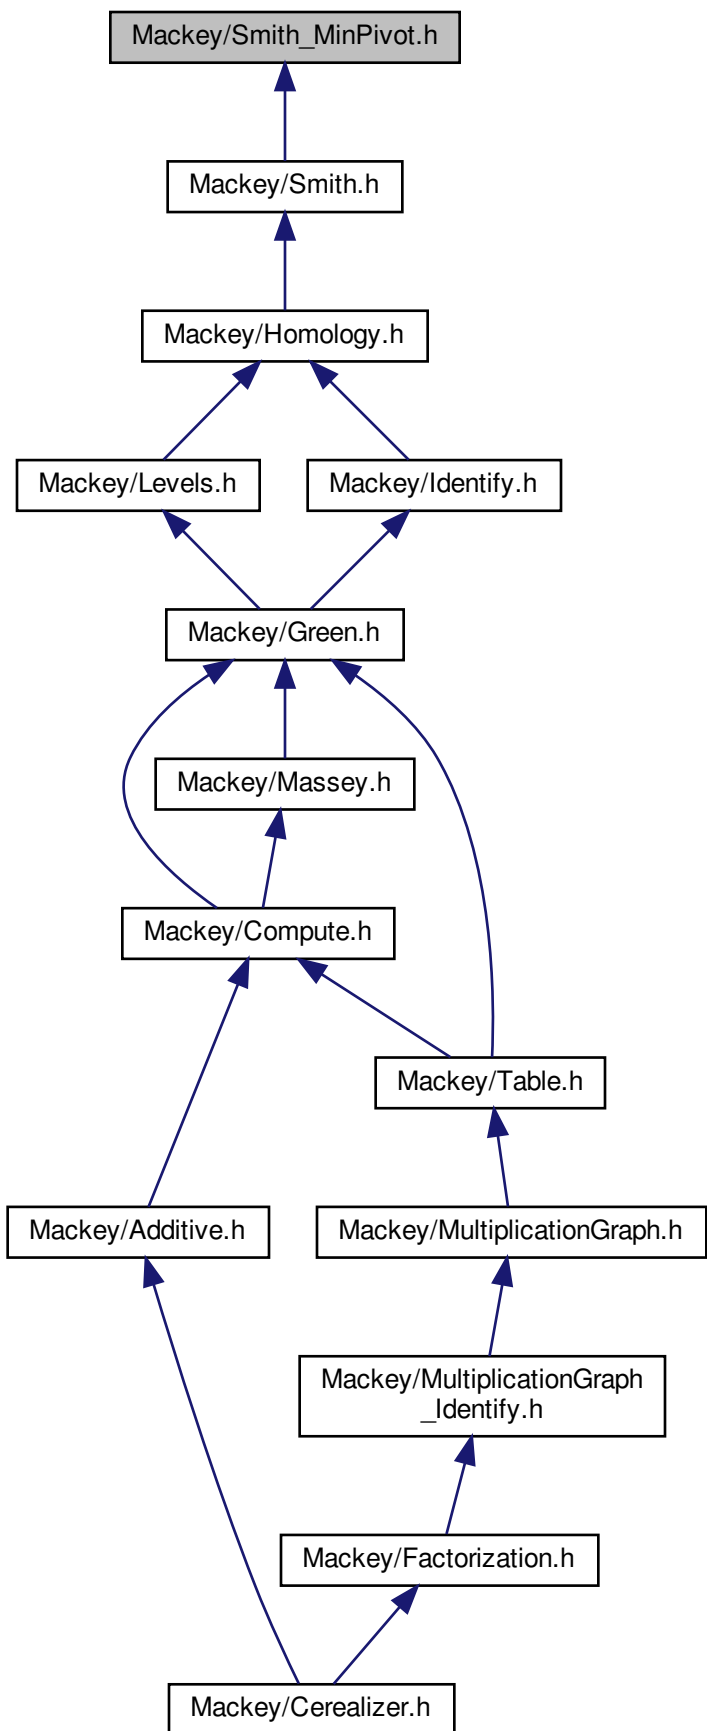 Mackey/Smith_MinPivot.h
Mackey/Smith.h
Mackey/Homology.h
Mackey/Levels.h
Mackey/Identify.h
Mackey/Green.h
Mackey/Massey.h
Mackey/Compute.h
Mackey/Table.h
Mackey/Additive.h
Mackey/MultiplicationGraph.h
Mackey/MultiplicationGraph
_Identify.h
Mackey/Factorization.h
Mackey/Cerealizer.h